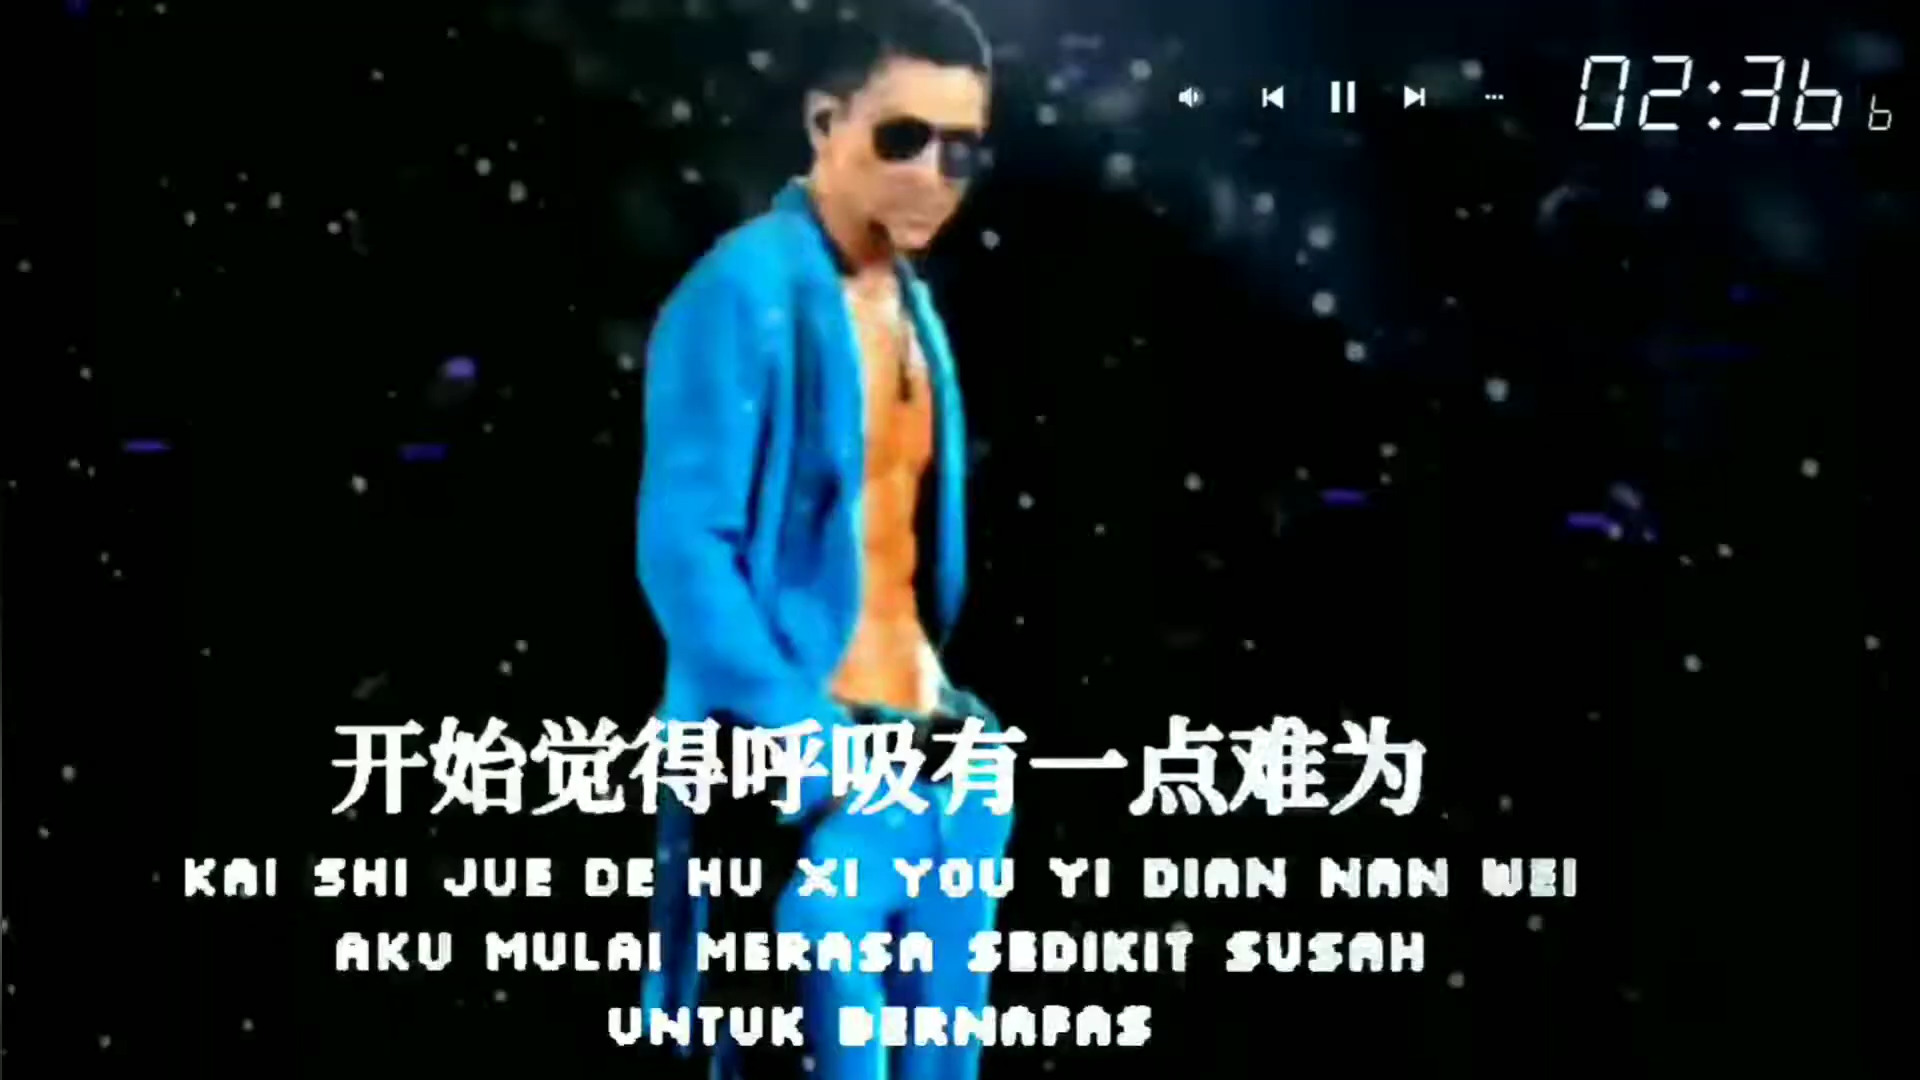 02:36 6
开始觉得呼吸有一点难为
KAI SHI JUE DE HU XI YOU YI DIAN NAN WEI
AKU MULAI MERASA SEDIKIT SUSAH
UNTUK BERNAPAS